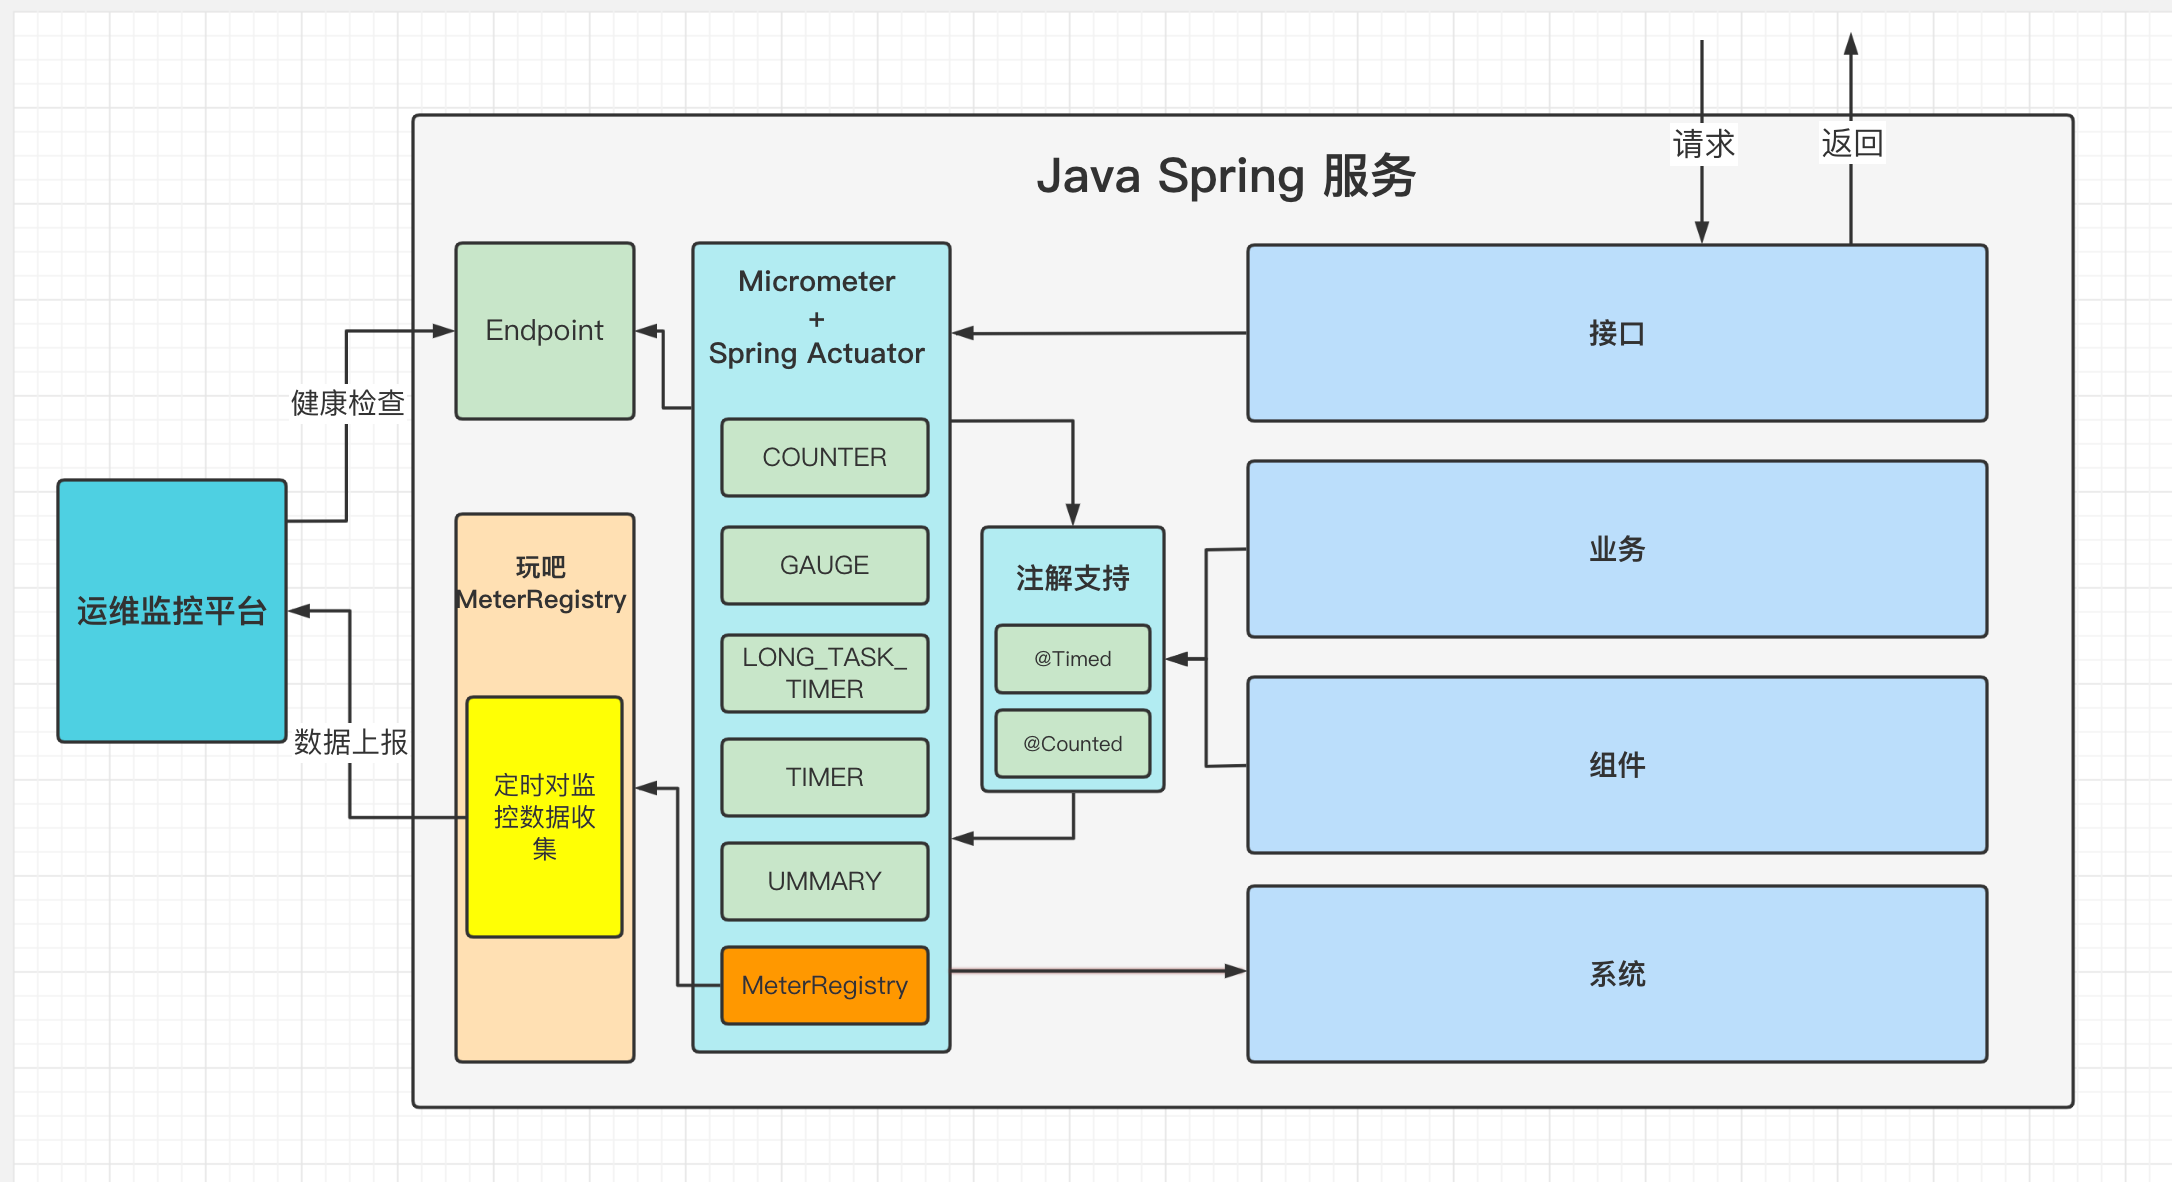 请求
返回
Java Spring 服务
Endpoint
Micrometer
+
Spring Actuator
接口
健康检查
COUNTER
GAUGE
业务
玩吧
MeterRegistry
注解支持
运维监控平台
LONG_TASK_
TIMER
@Timed
@Counted
数据上报
定时对监
控数据收
集
TIMER
组件
UMMARY
MeterRegistry
系统